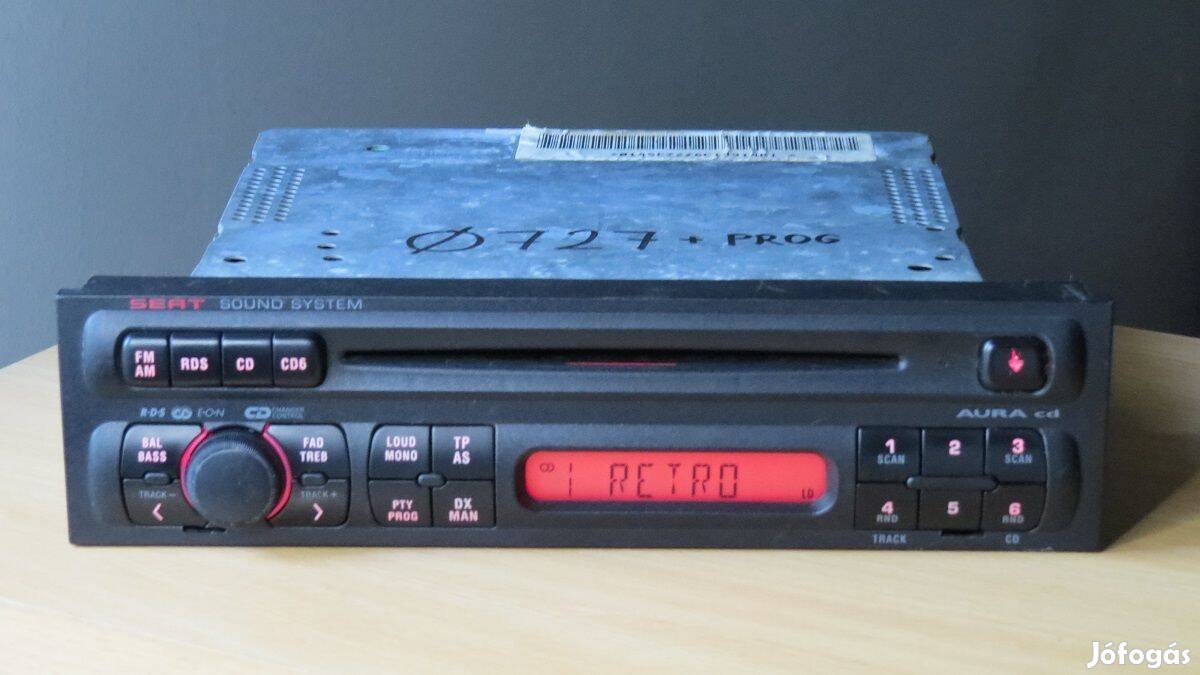 Ø727 + PROG
SEAT SOUND SYSTEM
FM AM RDS CD CD6
R·D·S E·O·N CD CHANGER CONTROL
AURA cd
BAL BASS FAD TREB
LOUD MONO TP AS
1 RETRO LD
1 SCAN 2 3 SCAN
TRACK− < TRACK+ >
PTY PROG DX MAN
4 RND 5 6 RND
TRACK CD
Jófogás